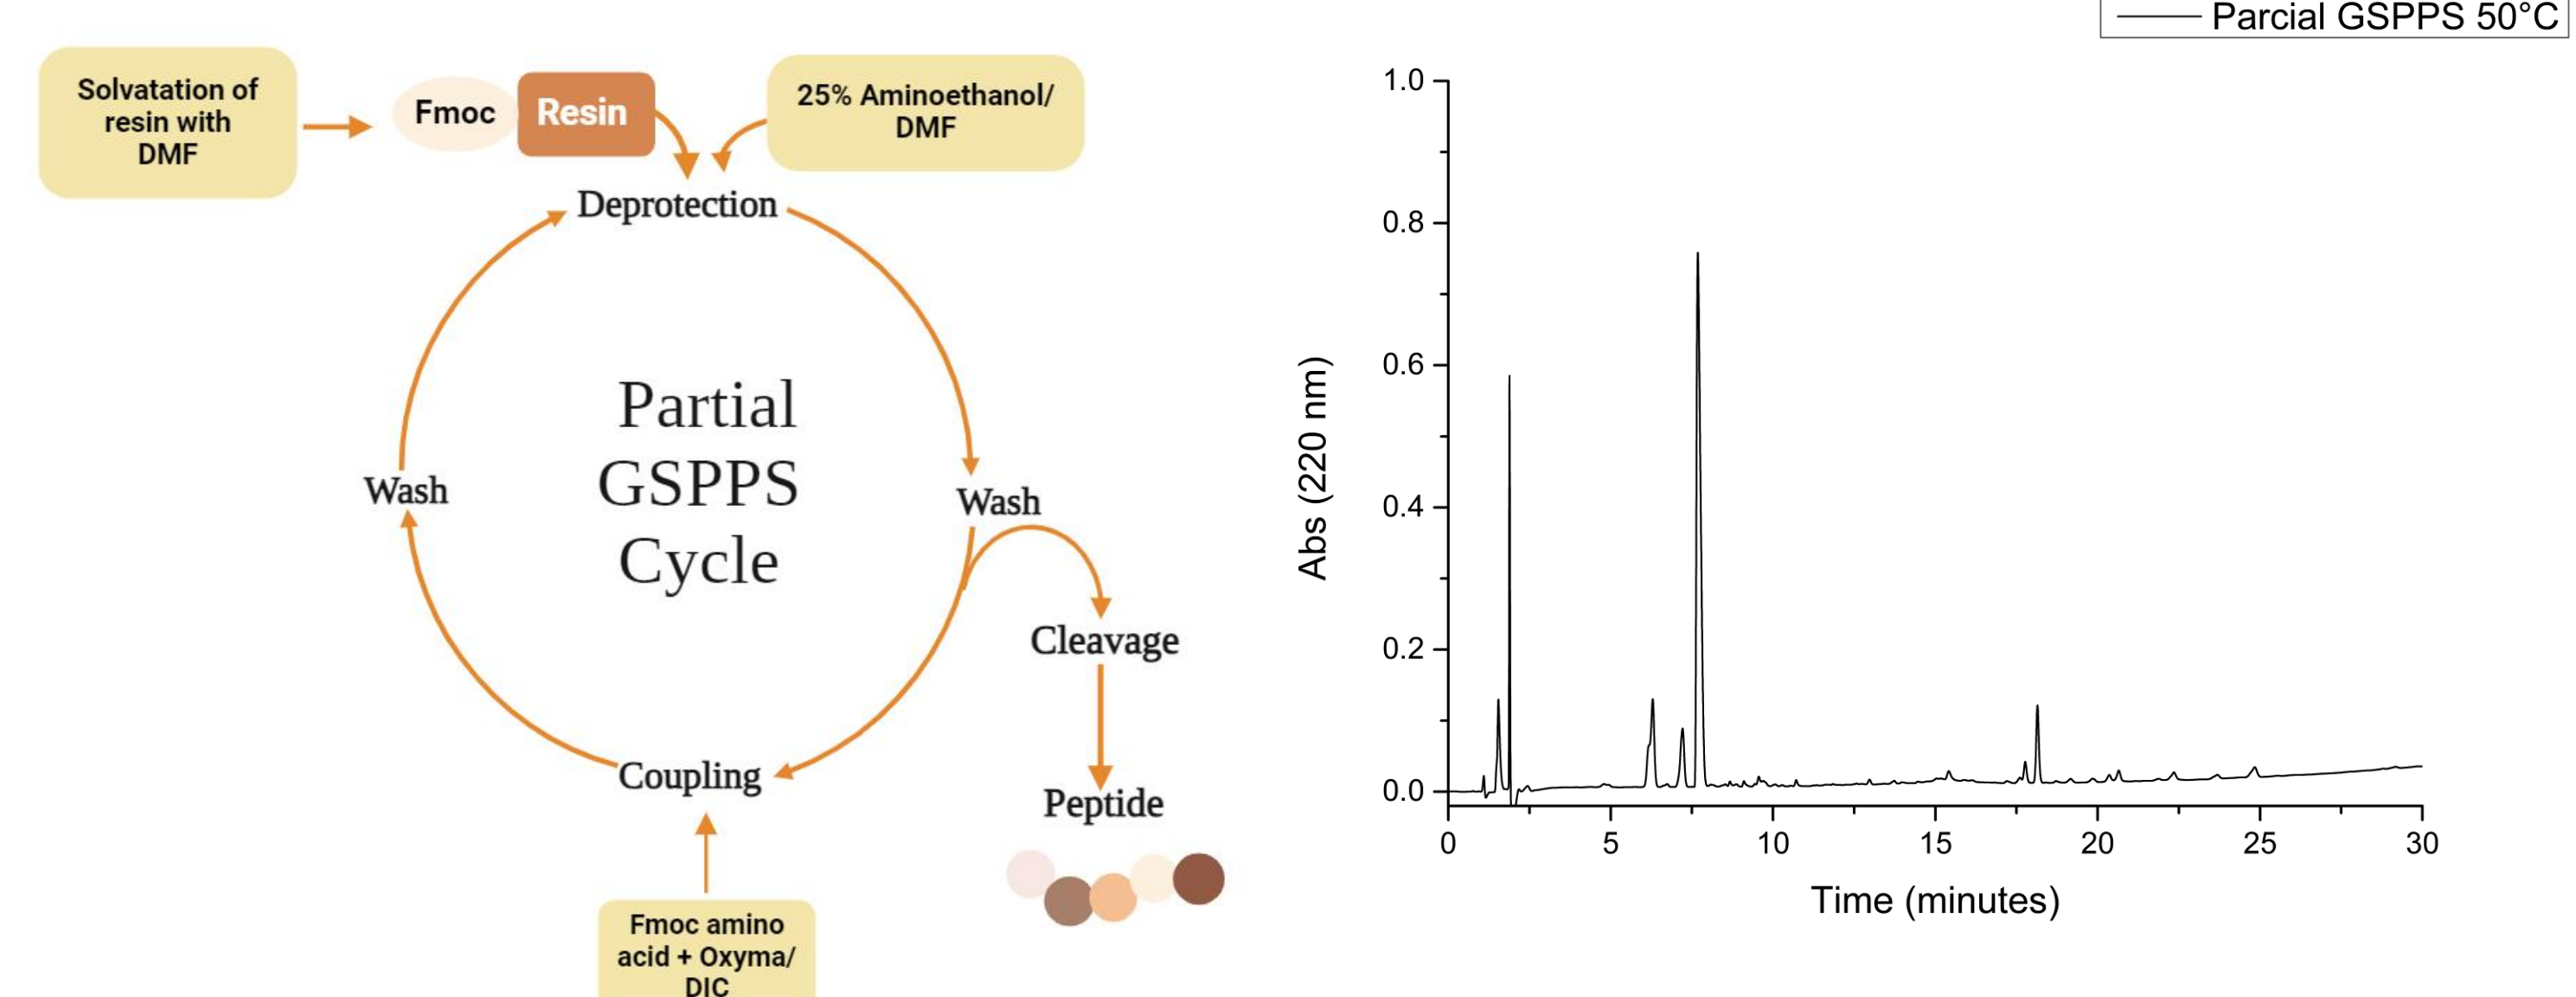 Solvatation of
resin with
DMF
Fmoc
Resin
25% Aminoethanol/
DMF
Deprotection
Wash
Partial
GSPPS
Cycle
Wash
Cleavage
Peptide
Coupling
Fmoc amino
acid + Oxyma/
DIC
Parcial GSPPS 50°C
1.0
0.8
0.6
0.4
0.2
0.0
Abs (220 nm)
0 5 10 15 20 25 30
Time (minutes)